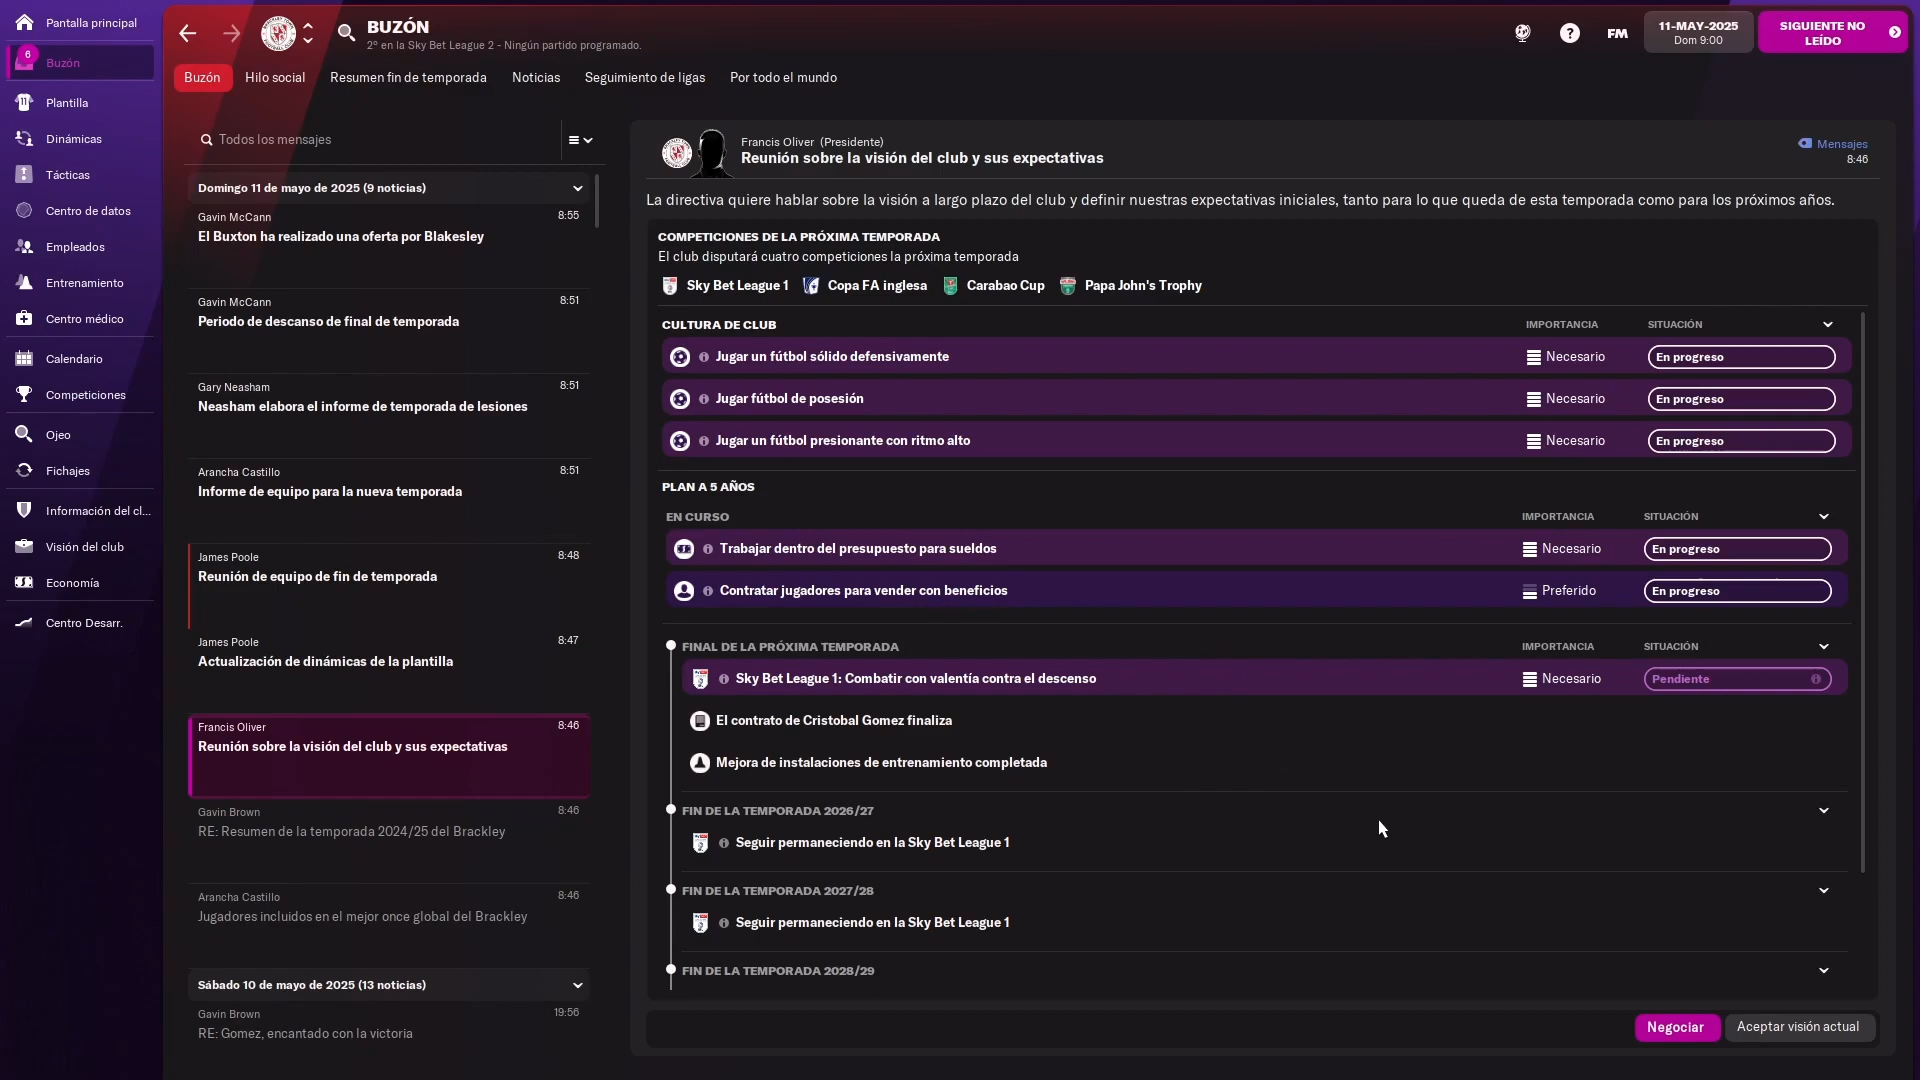 Pantalla principal
6
Buzón
Plantilla
Dinámicas
Tácticas
Centro de datos
Empleados
Entrenamiento
Centro médico
Calendario
Competiciones
Ojeo
Fichajes
Información del cl...
Visión del club
Economía
Centro Desarr.
BUZÓN
2º en la Sky Bet League 2 - Ningún partido programado.
FM
11-MAY-2025
Dom 9:00
SIGUIENTE NO
LEÍDO
Buzón
Hilo social
Resumen fin de temporada
Noticias
Seguimiento de ligas
Por todo el mundo
Todos los mensajes
Domingo 11 de mayo de 2025 (9 noticias)
Gavin McCann 8:55
El Buxton ha realizado una oferta por Blakesley
Gavin McCann 8:51
Periodo de descanso de final de temporada
Gary Neasham 8:51
Neasham elabora el informe de temporada de lesiones
Arancha Castillo 8:51
Informe de equipo para la nueva temporada
James Poole 8:48
Reunión de equipo de fin de temporada
James Poole 8:47
Actualización de dinámicas de la plantilla
Francis Oliver 8:46
Reunión sobre la visión del club y sus expectativas
Gavin Brown 8:46
RE: Resumen de la temporada 2024/25 del Brackley
Arancha Castillo 8:46
Jugadores incluidos en el mejor once global del Brackley
Sábado 10 de mayo de 2025 (13 noticias)
Gavin Brown 19:56
RE: Gomez, encantado con la victoria
Francis Oliver (Presidente)
Reunión sobre la visión del club y sus expectativas
Mensajes
8:46
La directiva quiere hablar sobre la visión a largo plazo del club y definir nuestras expectativas iniciales, tanto para lo que queda de esta temporada como para los próximos años.
COMPETICIONES DE LA PRÓXIMA TEMPORADA
El club disputará cuatro competiciones la próxima temporada
Sky Bet League 1 Copa FA inglesa Carabao Cup Papa John's Trophy
CULTURA DE CLUB IMPORTANCIA SITUACIÓN
Jugar un fútbol sólido defensivamente Necesario En progreso
Jugar fútbol de posesión Necesario En progreso
Jugar un fútbol presionante con ritmo alto Necesario En progreso
PLAN A 5 AÑOS
EN CURSO IMPORTANCIA SITUACIÓN
Trabajar dentro del presupuesto para sueldos Necesario En progreso
Contratar jugadores para vender con beneficios Preferido En progreso
FINAL DE LA PRÓXIMA TEMPORADA IMPORTANCIA SITUACIÓN
Sky Bet League 1: Combatir con valentía contra el descenso Necesario Pendiente
El contrato de Cristobal Gomez finaliza
Mejora de instalaciones de entrenamiento completada
FIN DE LA TEMPORADA 2026/27
Seguir permaneciendo en la Sky Bet League 1
FIN DE LA TEMPORADA 2027/28
Seguir permaneciendo en la Sky Bet League 1
FIN DE LA TEMPORADA 2028/29
Negociar
Aceptar visión actual